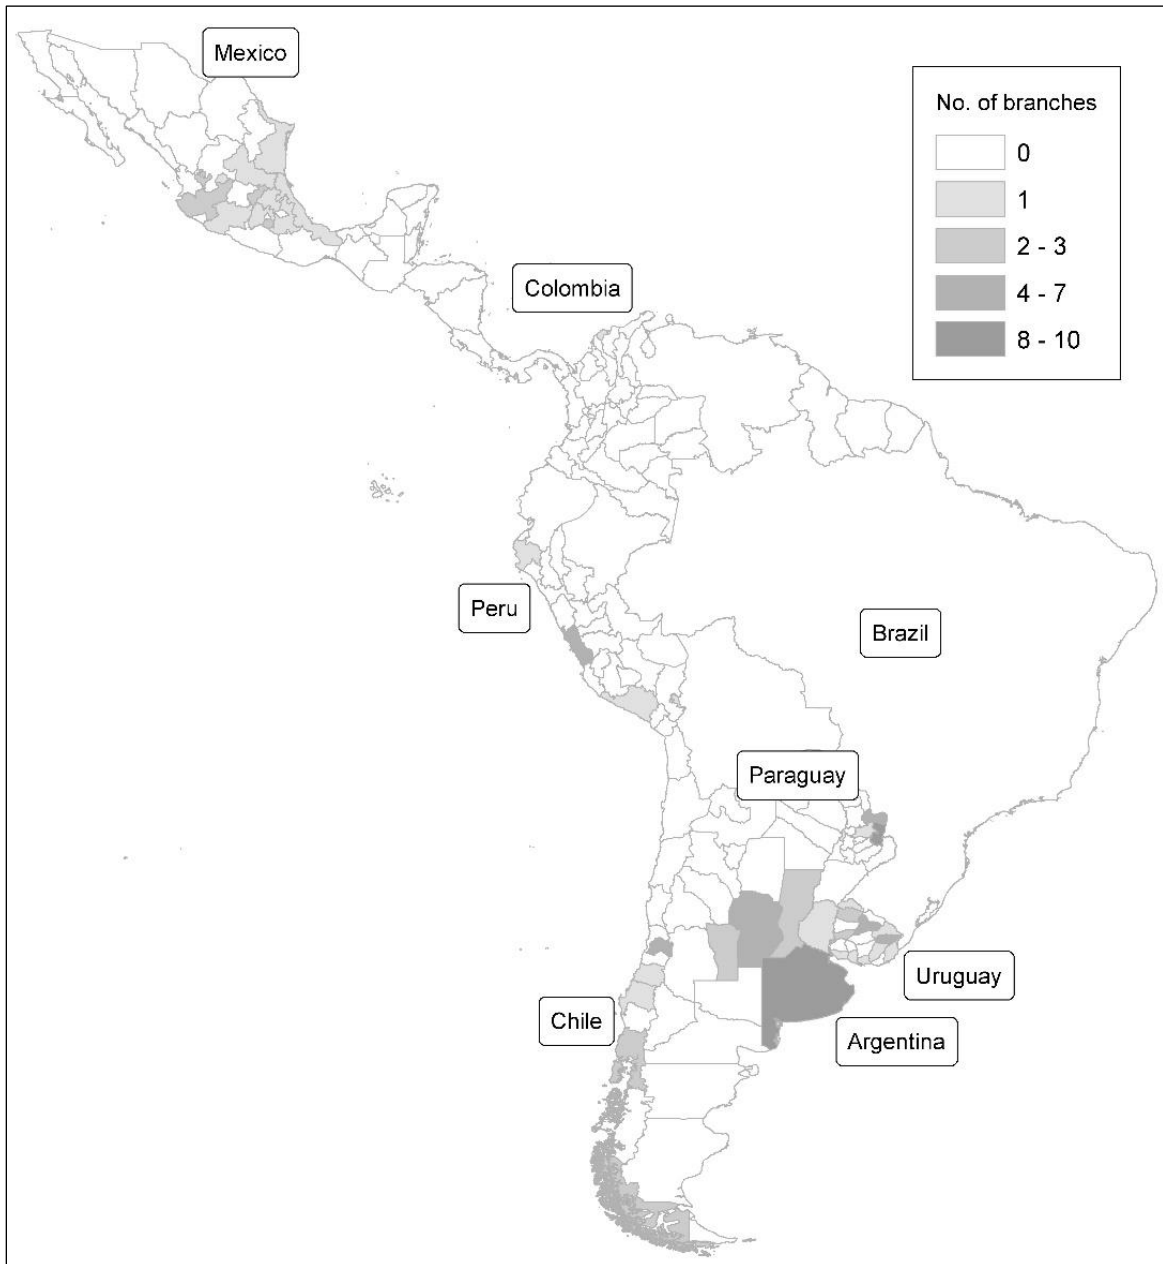 Mexico
No. of branches
0
1
2 - 3
4 - 7
8 - 10
Colombia
Peru
Brazil
Paraguay
Uruguay
Chile
Argentina